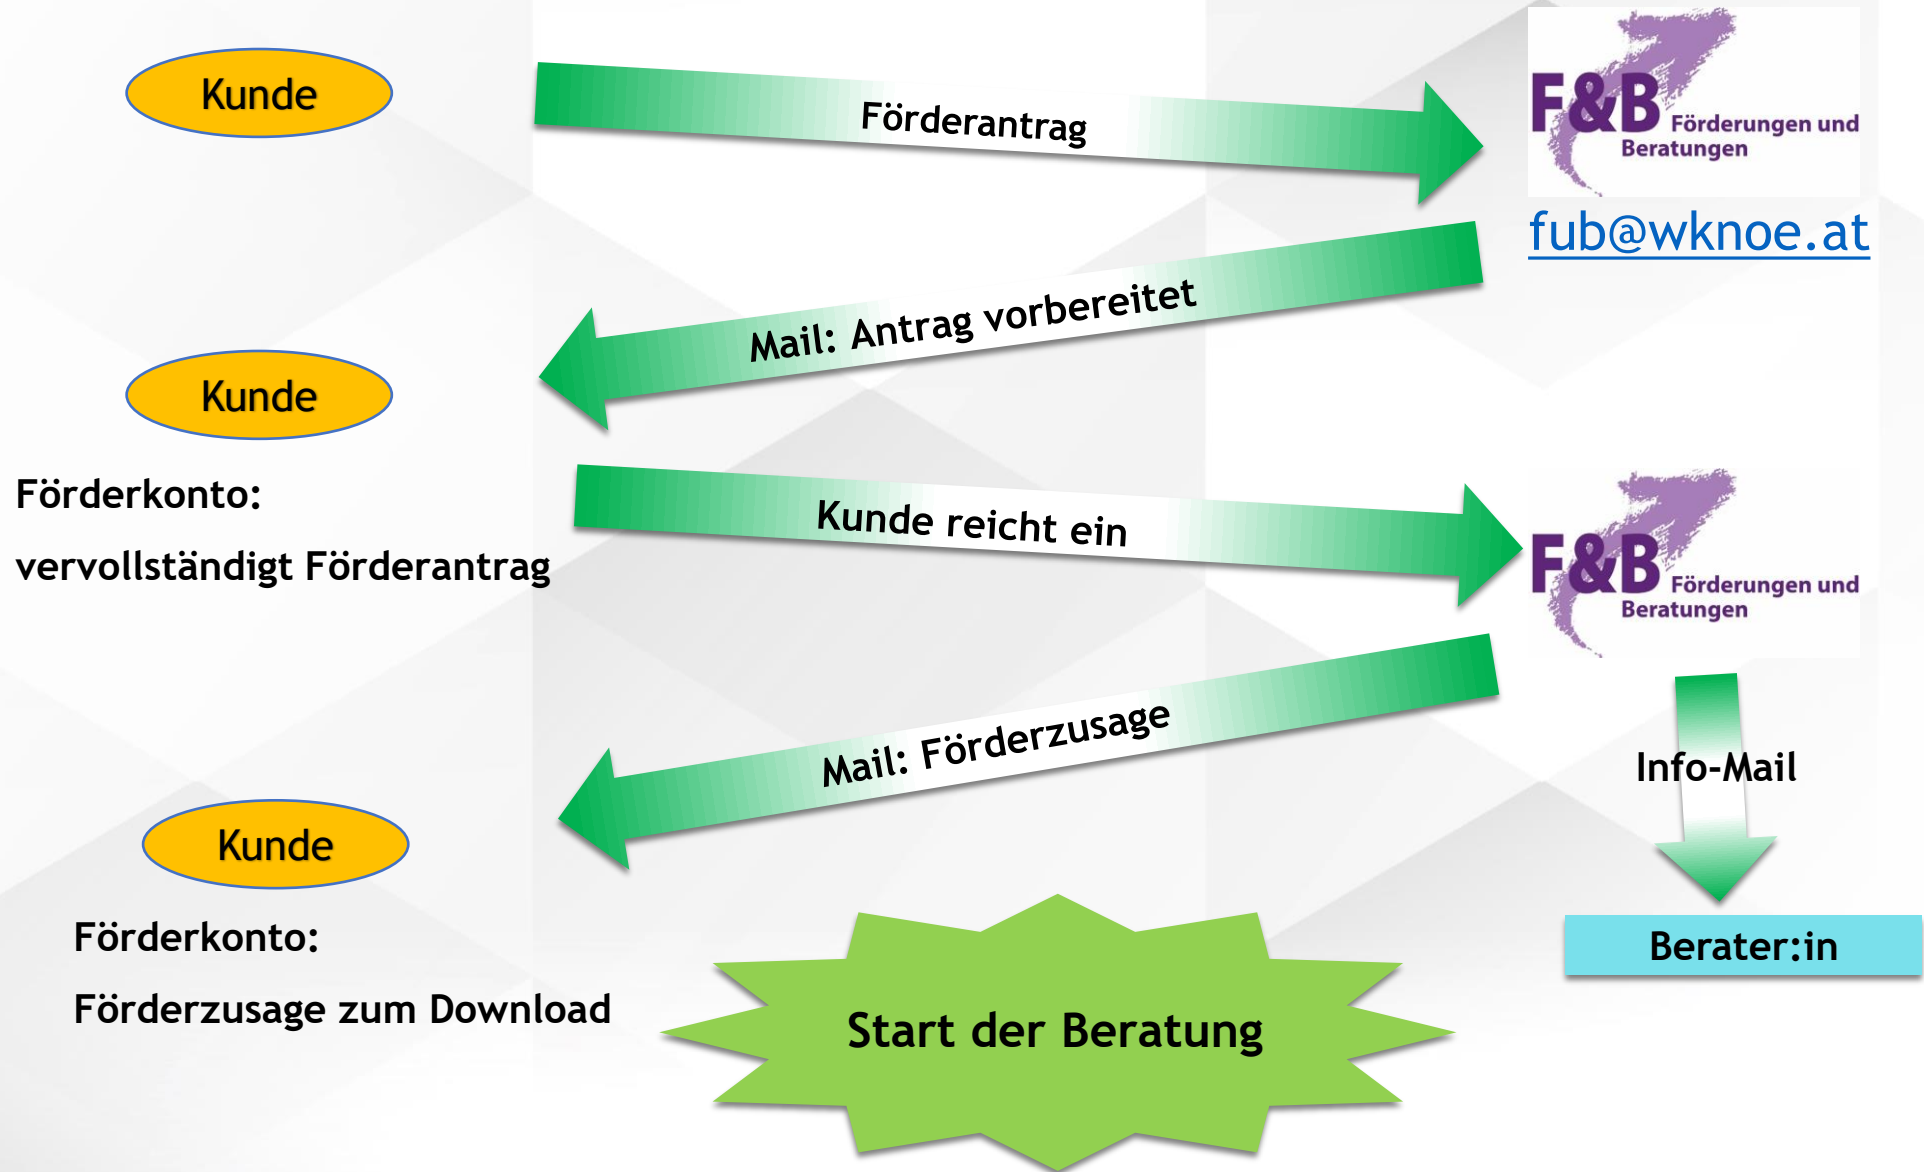 Kunde
Förderantrag
F&B Förderungen und
Beratungen
fub@wknoe.at
Mail: Antrag vorbereitet
Kunde
Förderkonto:
vervollständigt Förderantrag
Kunde reicht ein
F&B Förderungen und
Beratungen
Mail: Förderzusage
Info-Mail
Kunde
Förderkonto:
Förderzusage zum Download
Start der Beratung
Berater:in